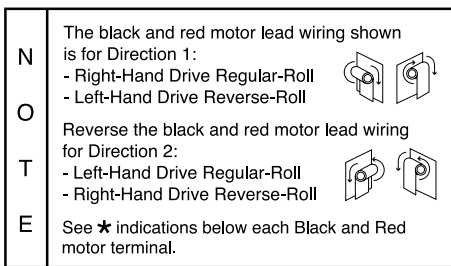 NOTE
The black and red motor lead wiring shown
is for Direction 1:
- Right-Hand Drive Regular-Roll
- Left-Hand Drive Reverse-Roll
Reverse the black and red motor lead wiring
for Direction 2:
- Left-Hand Drive Regular-Roll
- Right-Hand Drive Reverse-Roll
See * indications below each Black and Red
motor terminal.